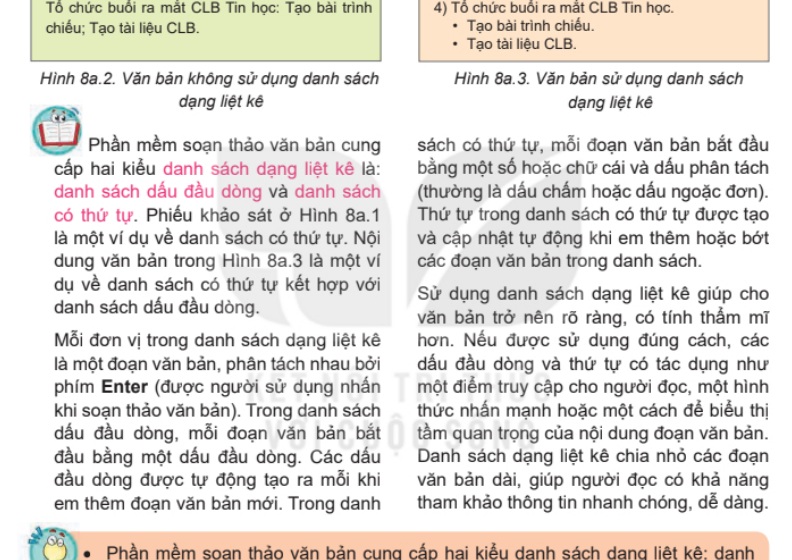 Tổ chức buổi ra mắt CLB Tin học: Tạo bài trình
chiếu; Tạo tài liệu CLB.
4) Tổ chức buổi ra mắt CLB Tin học.
• Tạo bài trình chiếu.
• Tạo tài liệu CLB.
Hình 8a.2. Văn bản không sử dụng danh sách
dạng liệt kê
Hình 8a.3. Văn bản sử dụng danh sách
dạng liệt kê
Phần mềm soạn thảo văn bản cung
cấp hai kiểu danh sách dạng liệt kê là:
danh sách dấu đầu dòng và danh sách
có thứ tự. Phiếu khảo sát ở Hình 8a.1
là một ví dụ về danh sách có thứ tự. Nội
dung văn bản trong Hình 8a.3 là một ví
dụ về danh sách có thứ tự kết hợp với
danh sách dấu đầu dòng.
Mỗi đơn vị trong danh sách dạng liệt kê
là một đoạn văn bản, phân tách nhau bởi
phím Enter (được người sử dụng nhấn
khi soạn thảo văn bản). Trong danh sách
dấu đầu dòng, mỗi đoạn văn bản bắt
đầu bằng một dấu đầu dòng. Các dấu
đầu dòng được tự động tạo ra mỗi khi
em thêm đoạn văn bản mới. Trong danh
sách có thứ tự, mỗi đoạn văn bản bắt đầu
bằng một số hoặc chữ cái và dấu phân tách
(thường là dấu chấm hoặc dấu ngoặc đơn).
Thứ tự trong danh sách có thứ tự được tạo
và cập nhật tự động khi em thêm hoặc bớt
các đoạn văn bản trong danh sách.
Sử dụng danh sách dạng liệt kê giúp cho
văn bản trở nên rõ ràng, có tính thẩm mĩ
hơn. Nếu được sử dụng đúng cách, các
dấu đầu dòng và thứ tự có tác dụng như
một điểm truy cập cho người đọc, một hình
thức nhấn mạnh hoặc một cách để biểu thị
tầm quan trọng của nội dung đoạn văn bản.
Danh sách dạng liệt kê chia nhỏ các đoạn
văn bản dài, giúp người đọc có khả năng
tham khảo thông tin nhanh chóng, dễ dàng.
KẾT NỐI TRI THỨC
VỚI CUỘC SỐNG
• Phần mềm soạn thảo văn bản cung cấp hai kiểu danh sách dạng liệt kê: danh